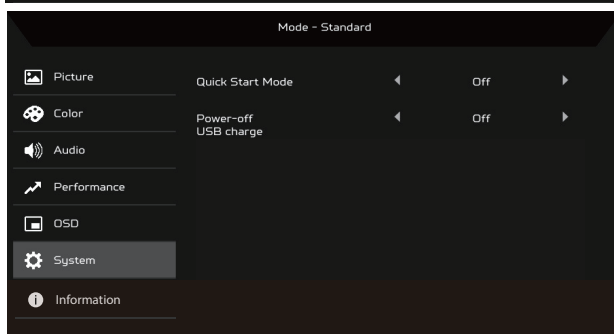 Mode - Standard
Picture
Quick Start Mode Off
Color
Power-off Off
USB charge
Audio
Performance
OSD
System
Information